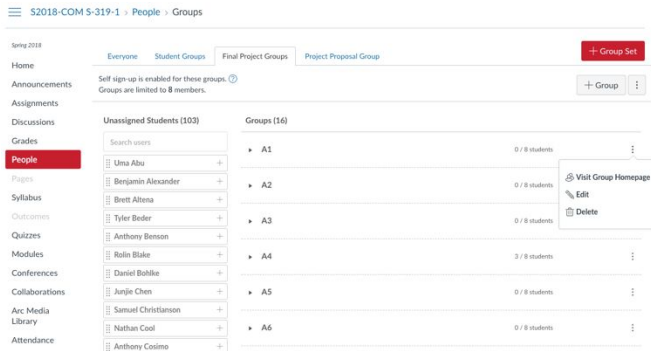 S2018-COM S-319-1 > People > Groups
Spring 2018
Home
Announcements
Assignments
Discussions
Grades
People
Pages
Syllabus
Outcomes
Quizzes
Modules
Conferences
Collaborations
Arc Media
Library
Attendance
Everyone
Student Groups
Final Project Groups
Project Proposal Group
+ Group Set
Self sign-up is enabled for these groups. ?
Groups are limited to 8 members.
+ Group
Unassigned Students (103)
Search users
Uma Abu
Benjamin Alexander
Brett Altena
Tyler Beder
Anthony Benson
Rolin Blake
Daniel Bohlke
Junjie Chen
Samuel Christianson
Nathan Cool
Anthony Cosimo
Groups (16)
A1 0 / 8 students
A2 0 / 8 students
A3 0 / 8 students
A4 3 / 8 students
A5 0 / 8 students
A6 0 / 8 students
Visit Group Homepage
Edit
Delete